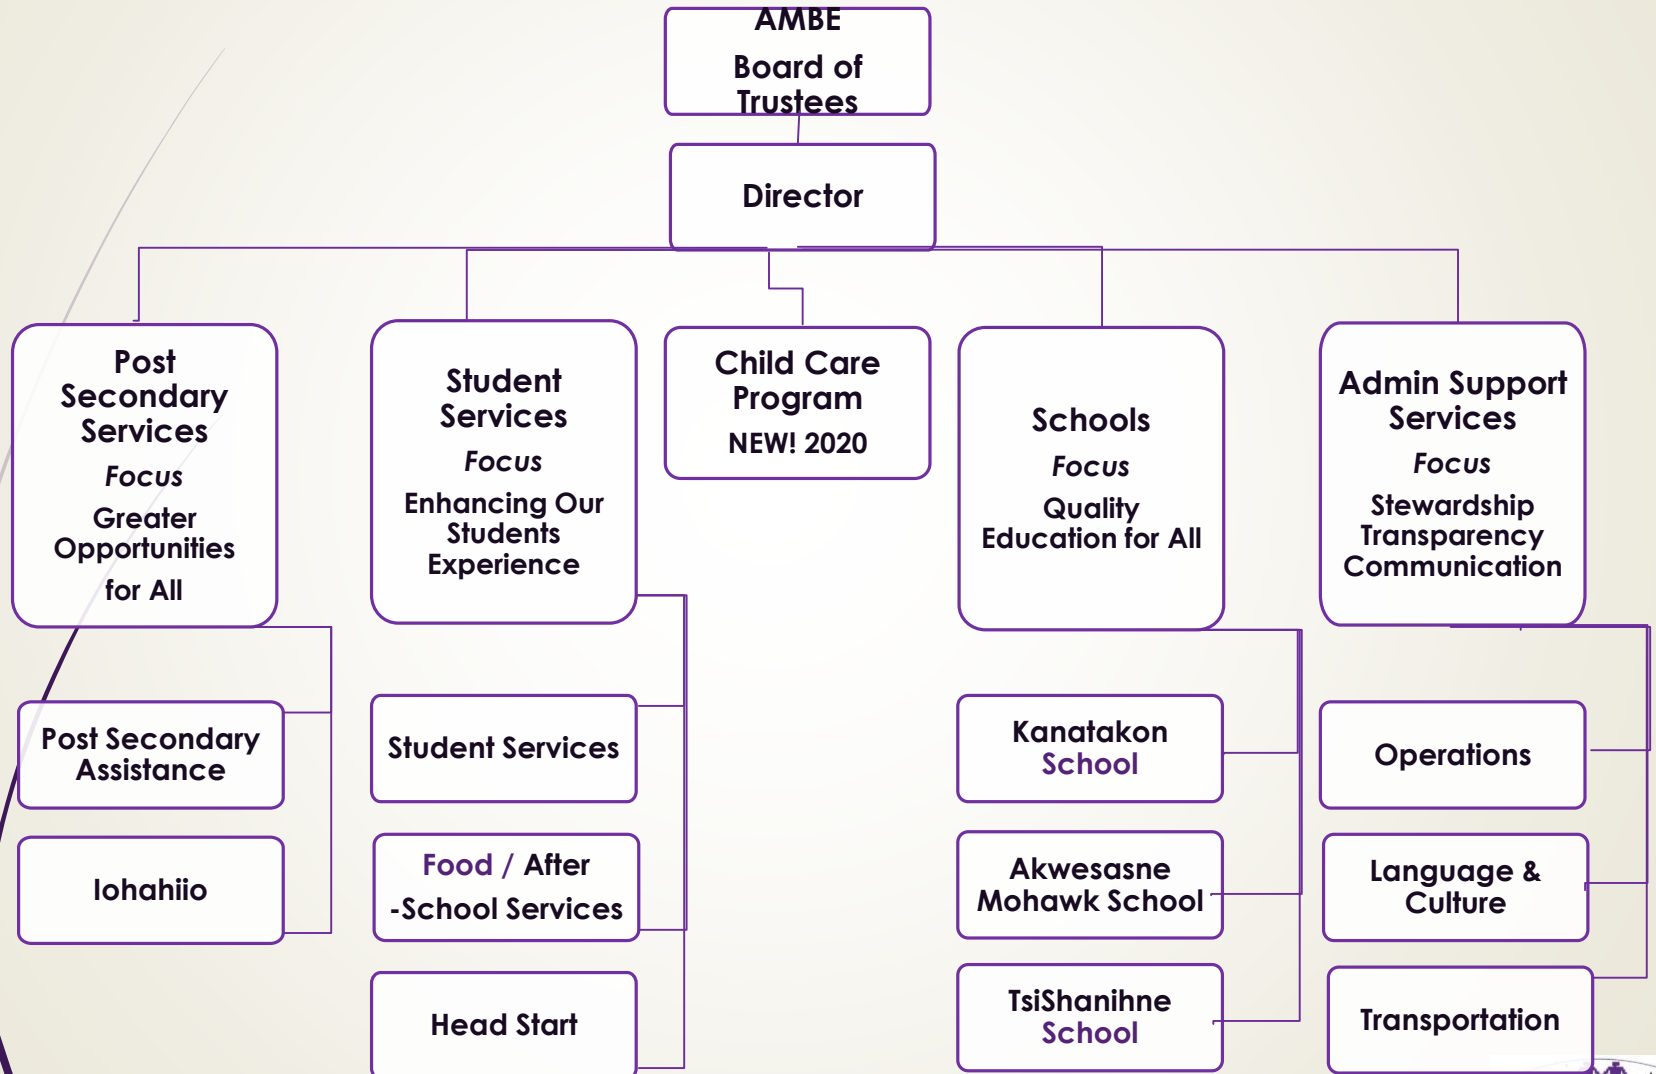 AMBE
Board of
Trustees
Director
Post
Secondary
Services
Focus
Greater
Opportunities
for All
Student
Services
Focus
Enhancing Our
Students
Experience
Child Care
Program
NEW! 2020
Schools
Focus
Quality
Education for All
Admin Support
Services
Focus
Stewardship
Transparency
Communication
Post Secondary
Assistance
Iohahiio
Student Services
Food / After
-School Services
Head Start
Kanatakon
School
Akwesasne
Mohawk School
TsiShanihne
School
Operations
Language &
Culture
Transportation